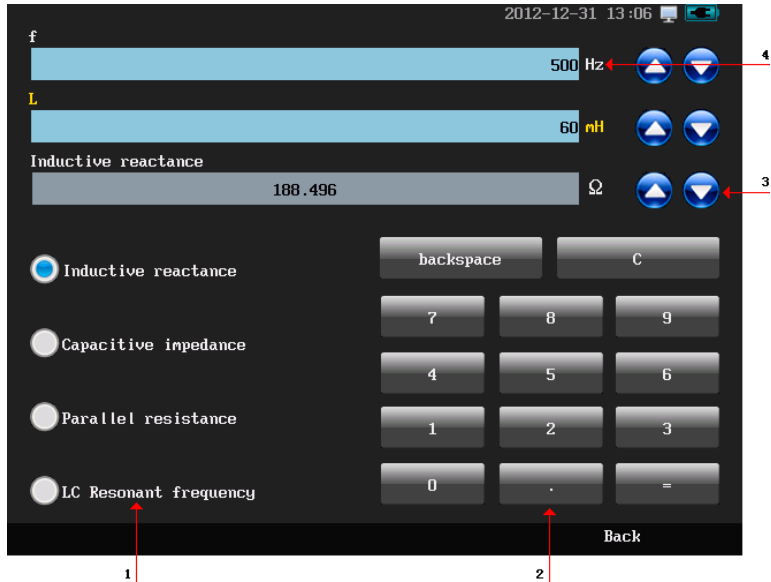 2012-12-31 13:06
f
500 Hz
4
L
60 mH
Inductive reactance
188.496 Ω
3
backspace C
Inductive reactance
7 8 9
Capacitive impedance
4 5 6
Parallel resistance
1 2 3
LC Resonant frequency
0 . =
Back
1 2